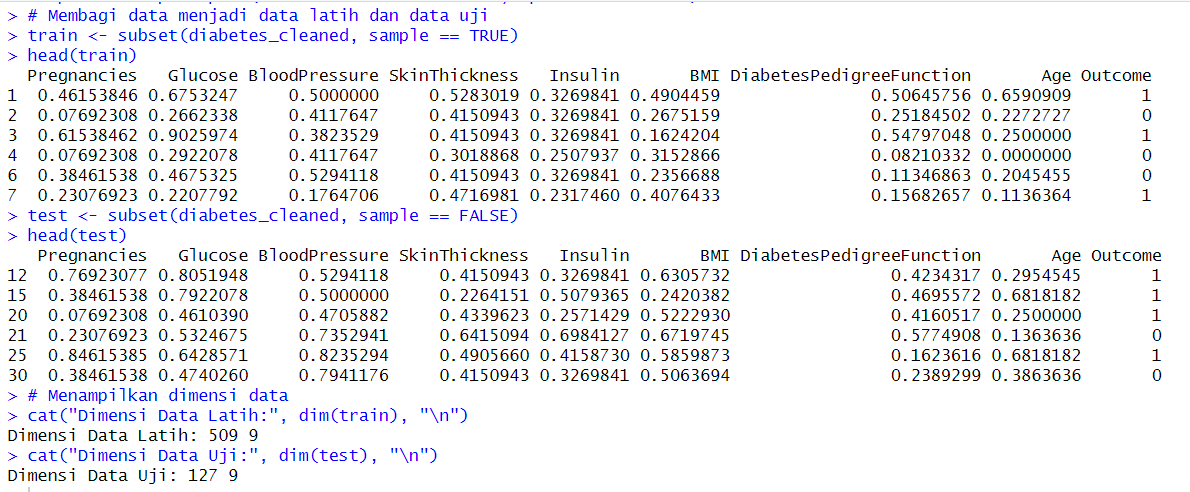 > # Membagi data menjadi data latih dan data uji
> train <- subset(diabetes_cleaned, sample == TRUE)
> head(train)
  Pregnancies   Glucose BloodPressure SkinThickness   Insulin       BMI DiabetesPedigreeFunction       Age Outcome
1  0.46153846 0.6753247     0.5000000     0.5283019 0.3269841 0.4904459               0.50645756 0.6590909       1
2  0.07692308 0.2662338     0.4117647     0.4150943 0.3269841 0.2675159               0.25184502 0.2272727       0
3  0.61538462 0.9025974     0.3823529     0.4150943 0.3269841 0.1624204               0.54797048 0.2500000       1
4  0.07692308 0.2922078     0.4117647     0.3018868 0.2507937 0.3152866               0.08210332 0.0000000       0
6  0.38461538 0.4675325     0.5294118     0.4150943 0.3269841 0.2356688               0.11346863 0.2045455       0
7  0.23076923 0.2207792     0.1764706     0.4716981 0.2317460 0.4076433               0.15682657 0.1136364       1
> test <- subset(diabetes_cleaned, sample == FALSE)
> head(test)
   Pregnancies   Glucose BloodPressure SkinThickness   Insulin       BMI DiabetesPedigreeFunction       Age Outcome
12  0.76923077 0.8051948     0.5294118     0.4150943 0.3269841 0.6305732                0.4234317 0.2954545       1
15  0.38461538 0.7922078     0.5000000     0.2264151 0.5079365 0.2420382                0.4695572 0.6818182       1
20  0.07692308 0.4610390     0.4705882     0.4339623 0.2571429 0.5222930                0.4160517 0.2500000       1
21  0.23076923 0.5324675     0.7352941     0.6415094 0.6984127 0.6719745                0.5774908 0.1363636       0
25  0.84615385 0.6428571     0.8235294     0.4905660 0.4158730 0.5859873                0.1623616 0.6818182       1
30  0.38461538 0.4740260     0.7941176     0.4150943 0.3269841 0.5063694                0.2389299 0.3863636       0
> # Menampilkan dimensi data
> cat("Dimensi Data Latih:", dim(train), "\n")
Dimensi Data Latih: 509 9
> cat("Dimensi Data Uji:", dim(test), "\n")
Dimensi Data Uji: 127 9